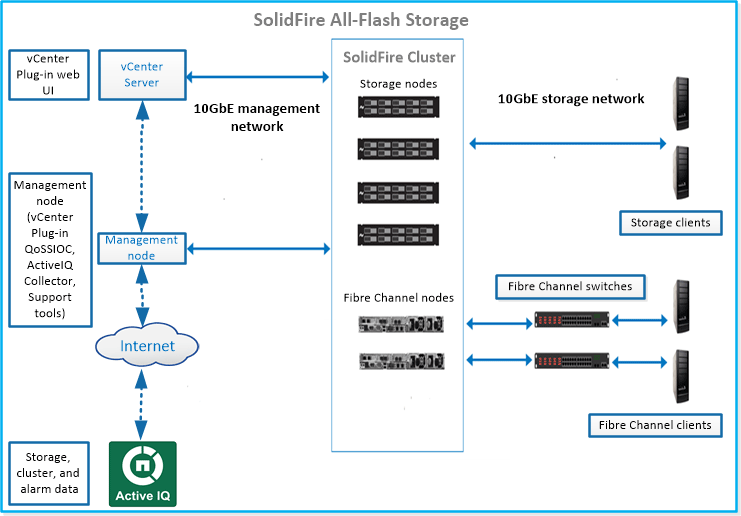 SolidFire All-Flash Storage
vCenter
Plug-in web
UI
vCenter
Server
SolidFire Cluster
Storage nodes
10GbE management
network
10GbE storage network
Storage clients
Management
node
(vCenter
Plug-in
QoSSIOC,
ActiveIQ
Collector,
Support
tools)
Management
node
Fibre Channel nodes
Fibre Channel switches
Internet
Fibre Channel clients
Storage,
cluster, and
alarm data
Active IQ